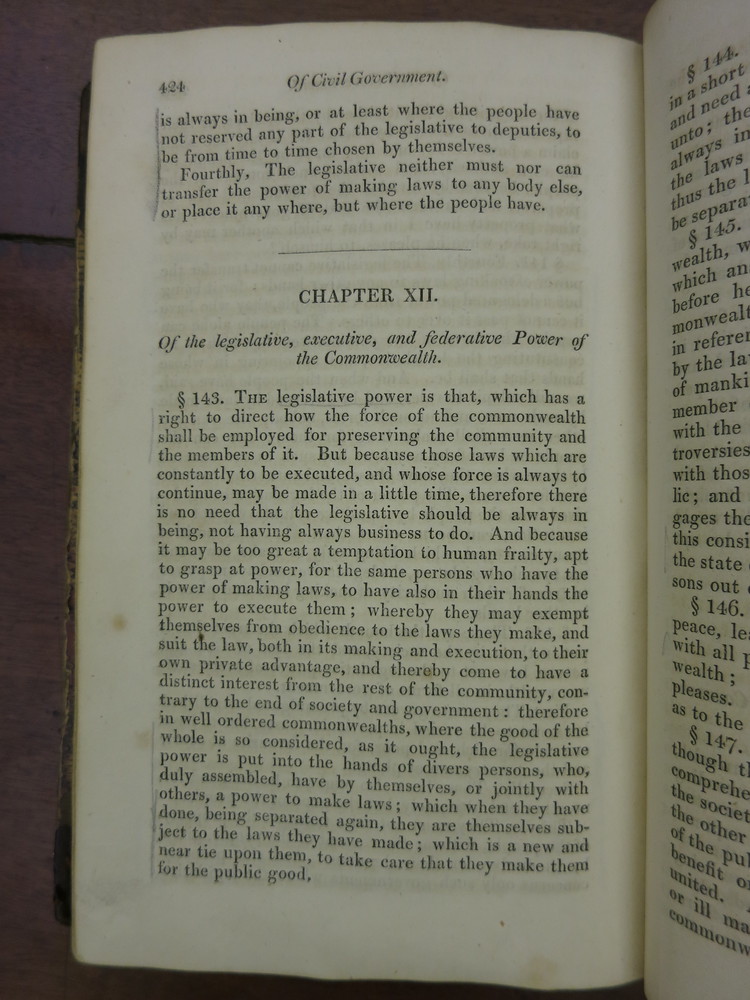 424
Of Civil Government.
is always in being, or at least where the people have
not reserved any part of the legislative to deputies, to
be from time to time chosen by themselves.
Fourthly, The legislative neither must nor can
transfer the power of making laws to any body else,
or place it any where, but where the people have.
CHAPTER XII.
Of the legislative, executive, and federative Power of
the Commonwealth.
§ 143. THE legislative power is that, which has a
right to direct how the force of the commonwealth
shall be employed for preserving the community and
the members of it. But because those laws which are
constantly to be executed, and whose force is always to
continue, may be made in a little time, therefore there
is no need that the legislative should be always in
being, not having always business to do. And because
it may be too great a temptation to human frailty, apt
to grasp at power, for the same persons who have the
power of making laws, to have also in their hands the
power to execute them; whereby they may exempt
themselves from obedience to the laws they make, and
suit the law, both in its making and execution, to their
own private advantage, and thereby come to have a
distinct interest from the rest of the community, con-
trary to the end of society and government: therefore
in well ordered commonwealths, where the good of the
whole is so considered, as it ought, the legislative
power is put into the hands of divers persons, who,
duly assembled, have by themselves, or jointly with
others, a power to make laws; which when they have
done, being separated again, they are themselves sub-
ject to the laws they have made; which is a new and
near tie upon them, to take care that they make them
for the public good.
§ 144.
in a short
and need
unto; the
always in
the laws
thus the
be separa
§ 145.
wealth, w
which an
before he
monwealt
in referen
by the la
of manki
member
with the
troversies
with thos
lic; and
gages the
this consi
the state
sons out
§ 146.
peace, le
with all p
wealth;
pleases.
as to the
§ 147.
though th
comprehe
the societ
the other
of the pul
benefit o
united.
or ill ma
commonw